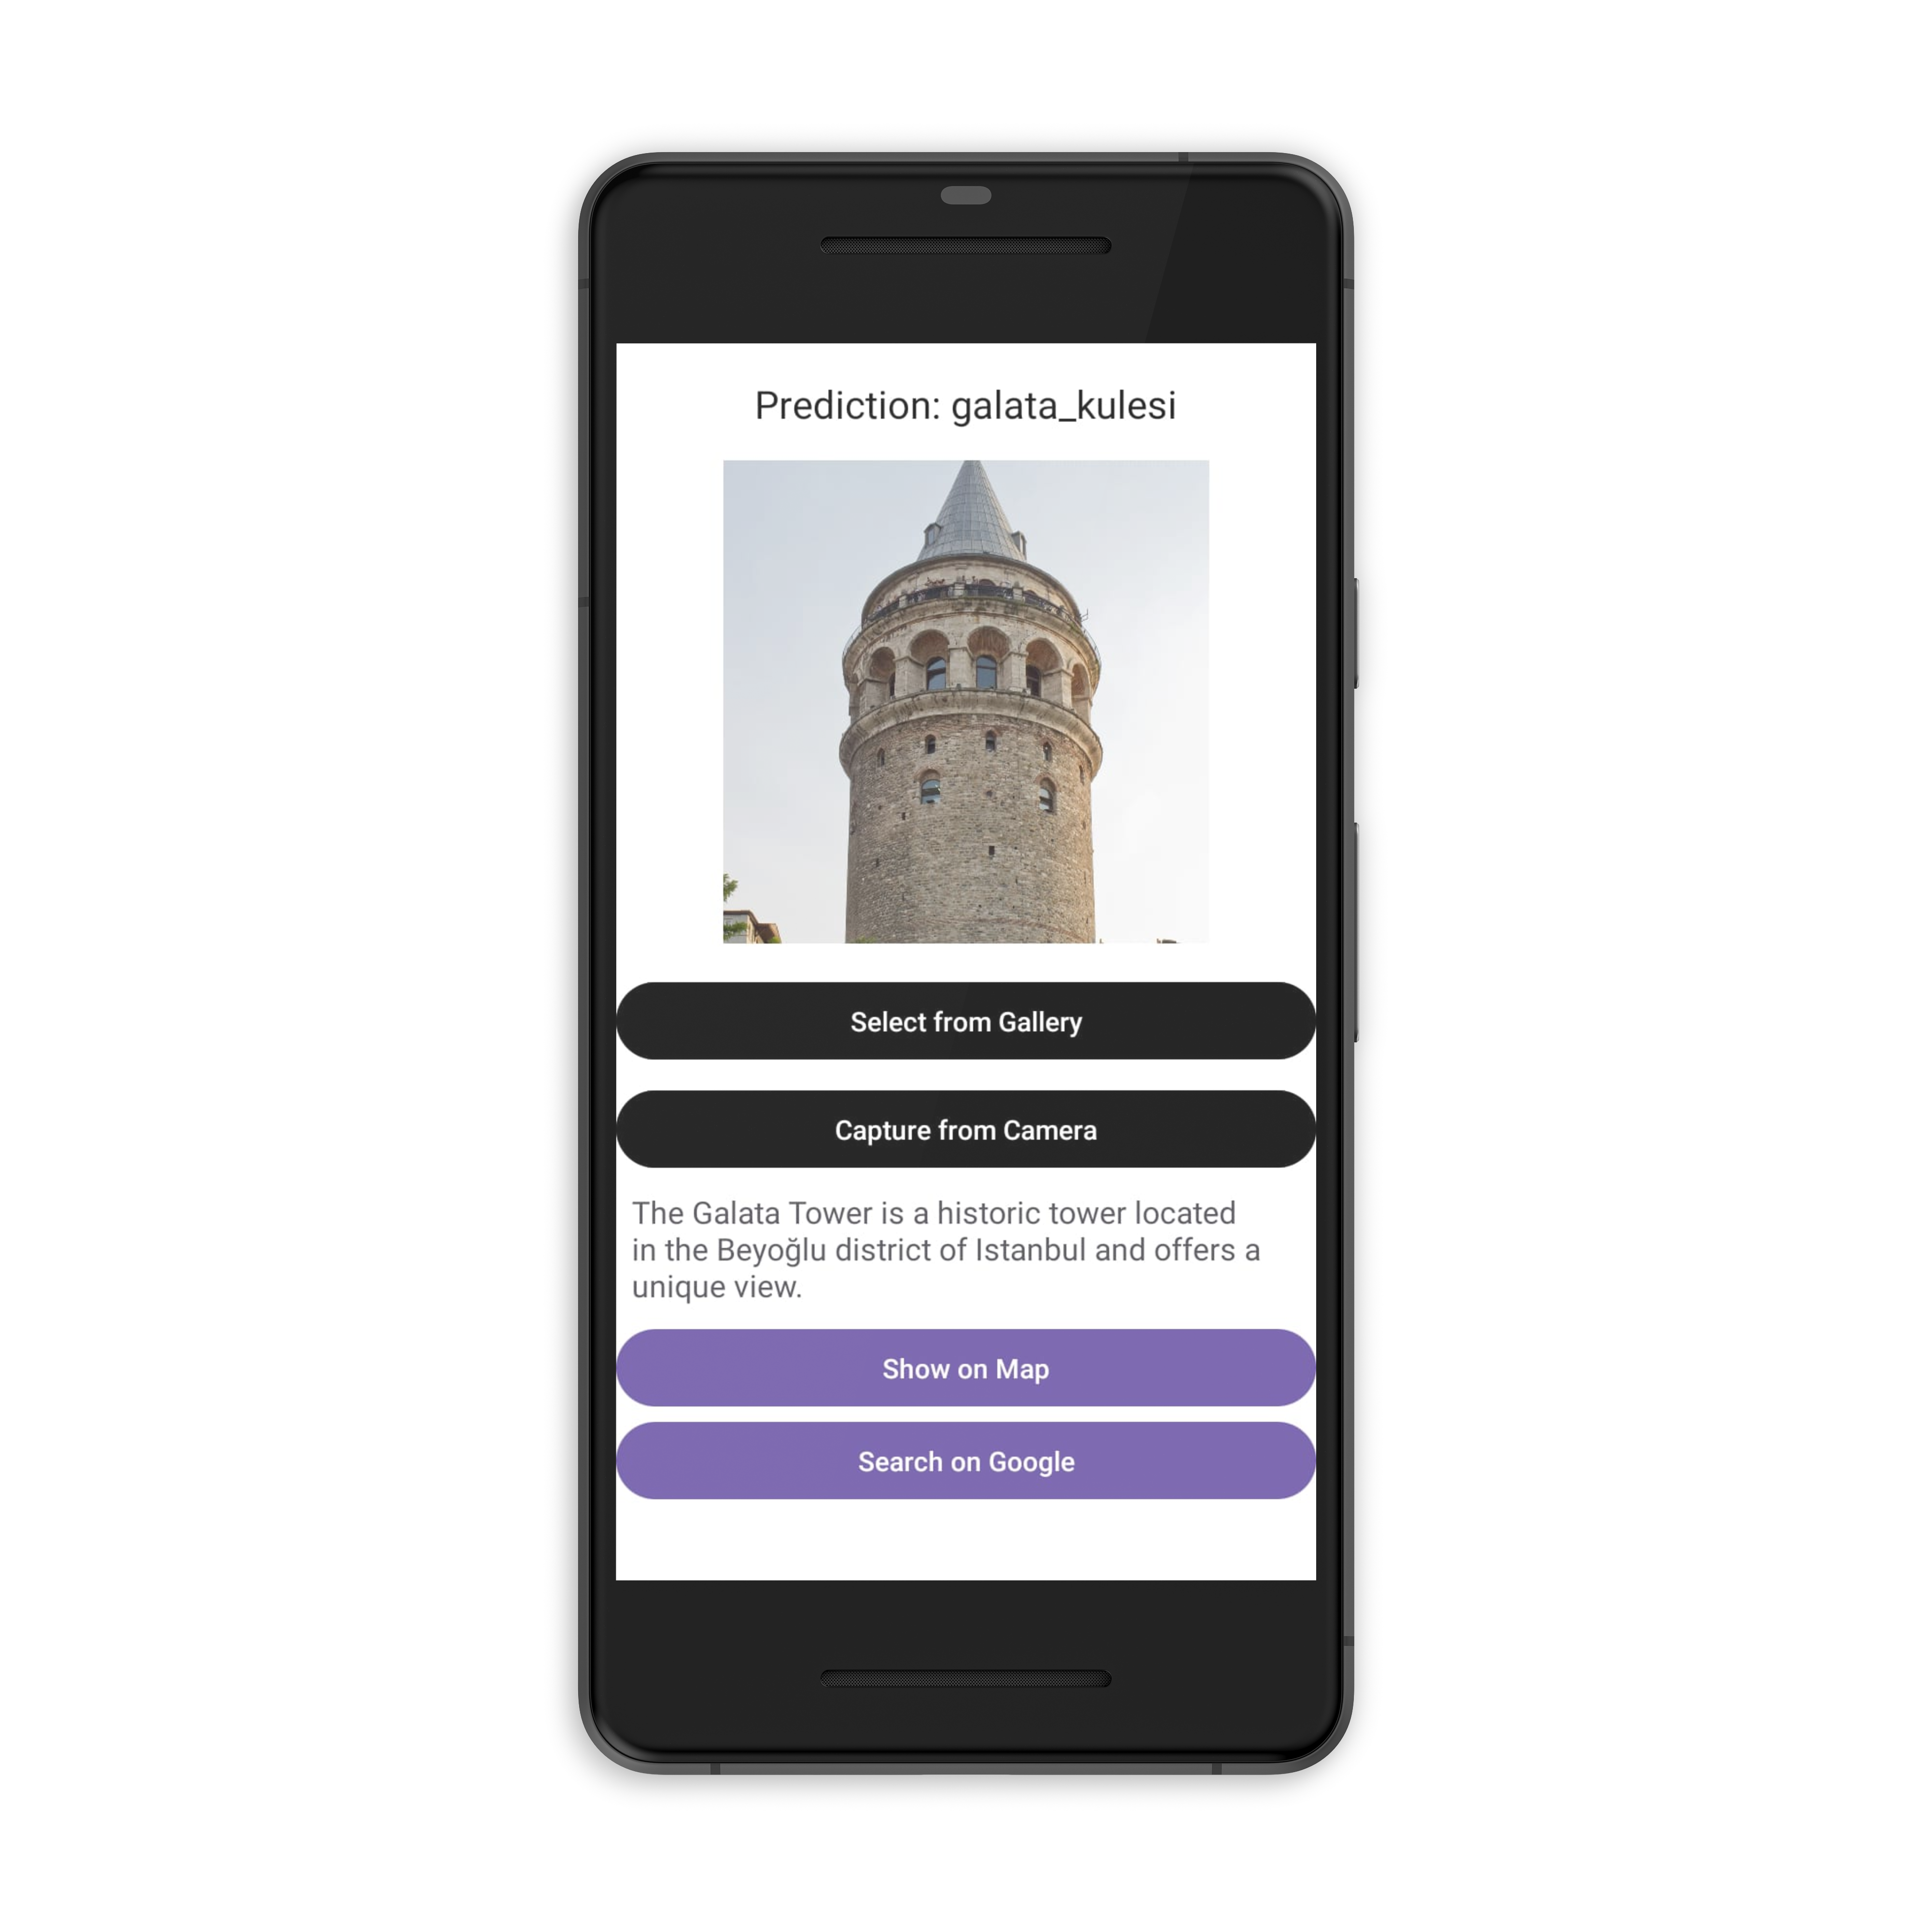 Prediction: galata_kulesi
Select from Gallery
Capture from Camera
The Galata Tower is a historic tower located
in the Beyoğlu district of Istanbul and offers a
unique view.
Show on Map
Search on Google